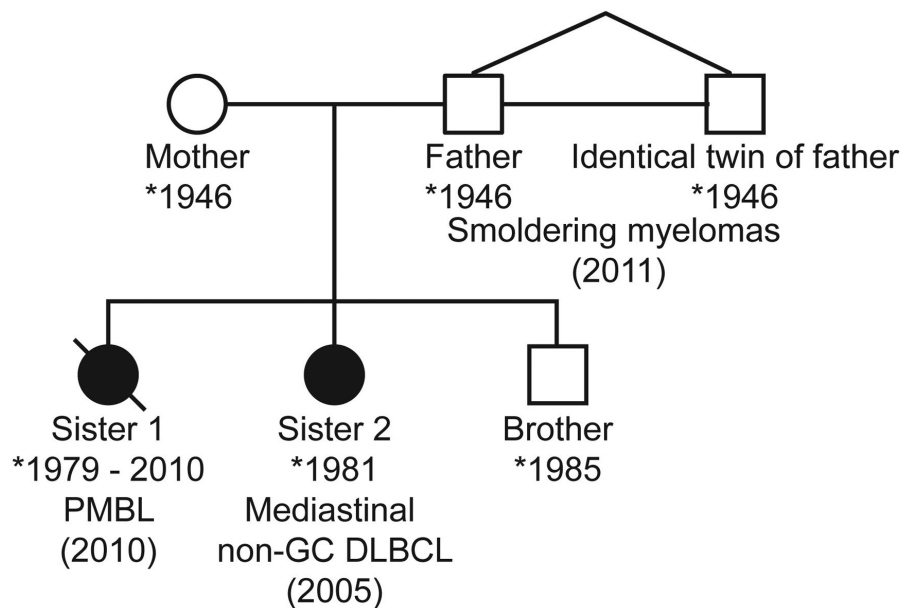 Mother
*1946
Father
*1946
Identical twin of father
*1946
Smoldering myelomas
(2011)
Sister 1
*1979 - 2010
PMBL
(2010)
Sister 2
*1981
Mediastinal
non-GC DLBCL
(2005)
Brother
*1985